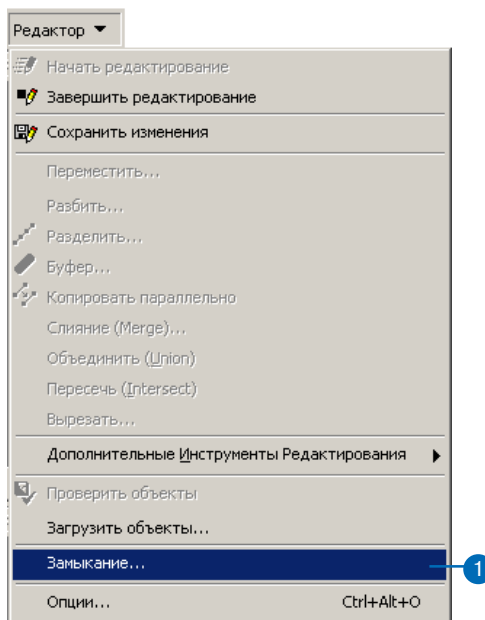 Редактор
Начать редактирование
Завершить редактирование
Сохранить изменения
Переместить...
Разбить...
Разделить...
Буфер...
Копировать параллельно
Слияние (Merge)...
Объединить (Union)
Пересечь (Intersect)
Вырезать...
Дополнительные Инструменты Редактирования
Проверить объекты
Загрузить объекты...
Замыкание...
1
Опции... Ctrl+Alt+O